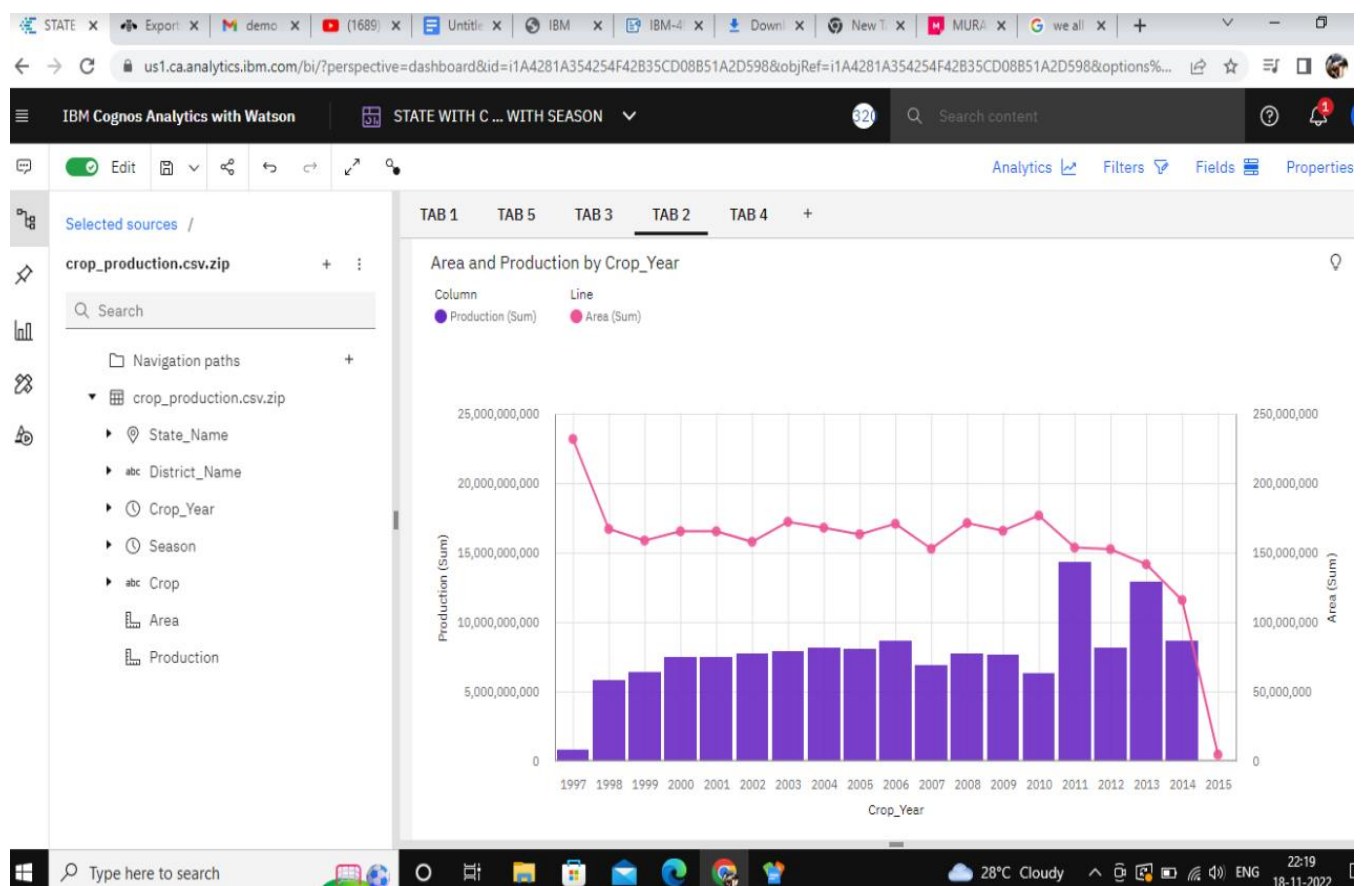 STATE Export demo (1689) Untitle IBM IBM-4 Downl New T MURA we all
us1.ca.analytics.ibm.com/bi/?perspective=dashboard&id=i1A4281A354254F42B35CD08B51A2D598&objRef=i1A4281A354254F42B35CD08B51A2D598&options%...
IBM Cognos Analytics with Watson STATE WITH C ... WITH SEASON 320 Search content 1
Edit Analytics Filters Fields Properties
Selected sources /
crop_production.csv.zip
Search
Navigation paths
crop_production.csv.zip
State_Name
abc District_Name
Crop_Year
Season
abc Crop
Area
Production
TAB 1 TAB 5 TAB 3 TAB 2 TAB 4 +
Area and Production by Crop_Year
Column Line
Production (Sum) Area (Sum)
25,000,000,000 250,000,000
20,000,000,000 200,000,000
15,000,000,000 150,000,000
10,000,000,000 100,000,000
5,000,000,000 50,000,000
0 0
Production (Sum)
Area (Sum)
1997 1998 1999 2000 2001 2002 2003 2004 2005 2006 2007 2008 2009 2010 2011 2012 2013 2014 2015
Crop_Year
Type here to search 28°C Cloudy ENG 22:19
18-11-2022